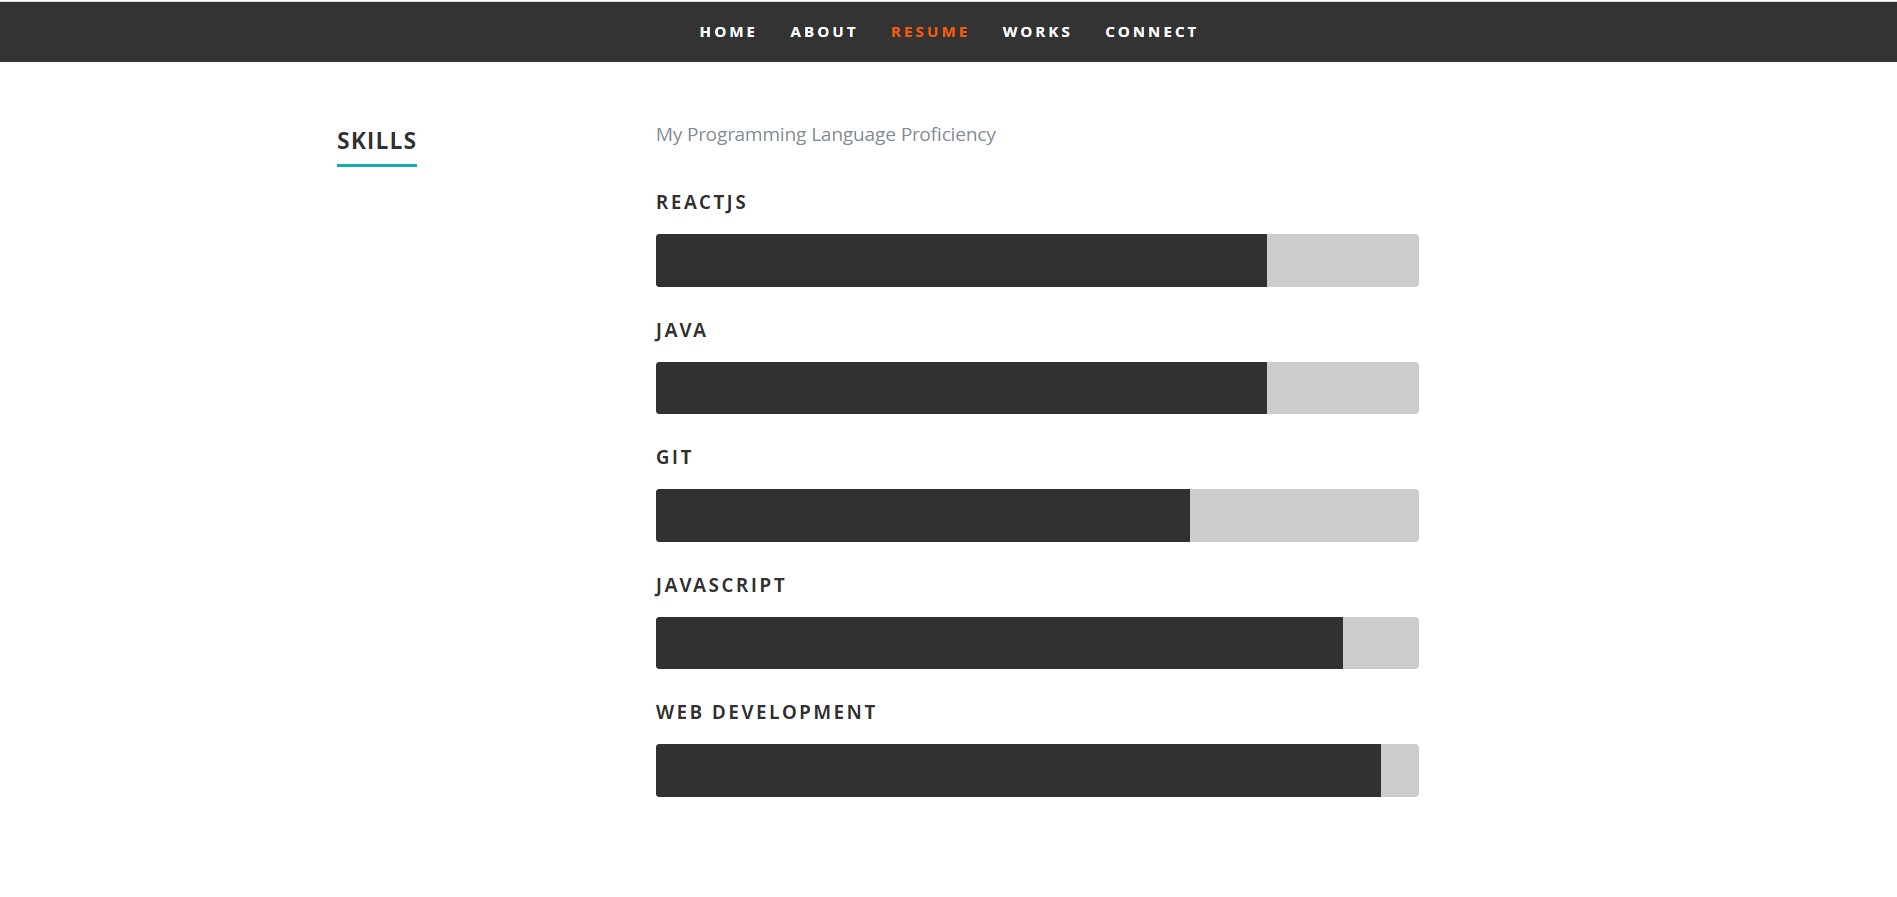 HOME ABOUT RESUME WORKS CONNECT
SKILLS
My Programming Language Proficiency
REACTJS
JAVA
GIT
JAVASCRIPT
WEB DEVELOPMENT